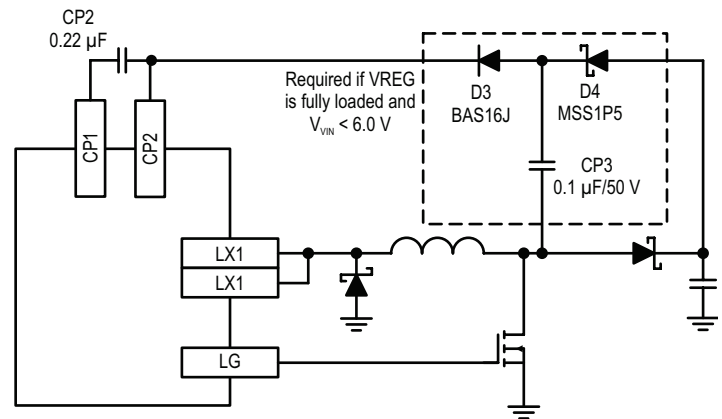 CP2
0.22 µF
Required if VREG
is fully loaded and
V_VIN < 6.0 V
D3
BAS16J
D4
MSS1P5
CP3
0.1 µF/50 V
CP1
CP2
LX1
LX1
LG